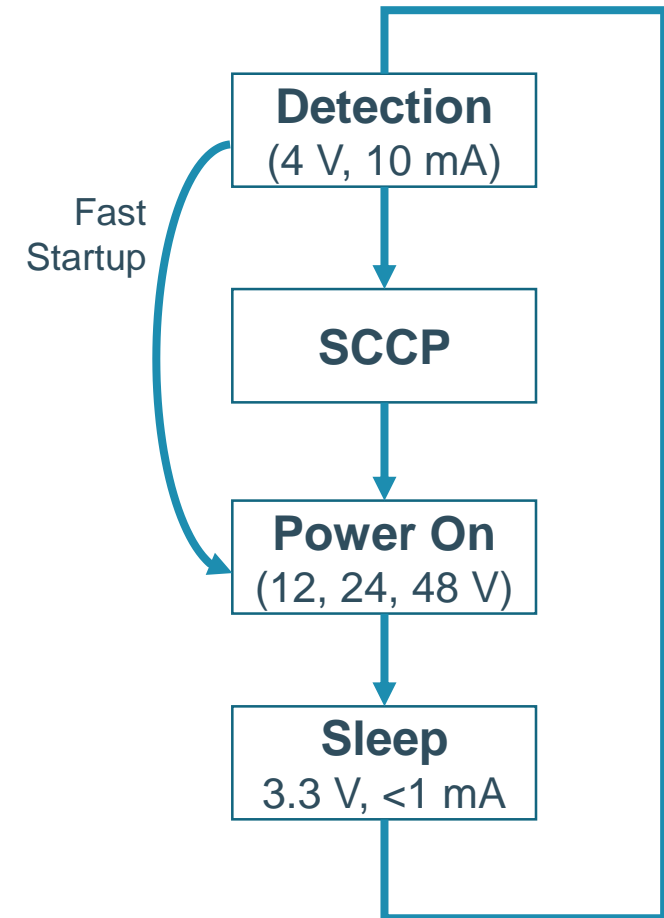 Detection
(4 V, 10 mA)
Fast
Startup
SCCP
Power On
(12, 24, 48 V)
Sleep
3.3 V, <1 mA